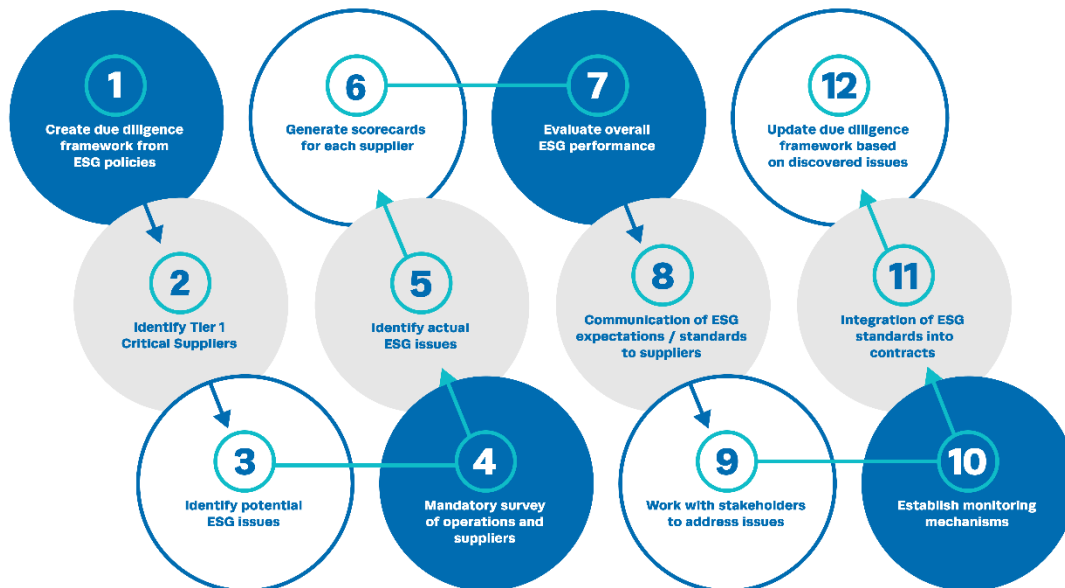 1
Create due diligence
framework from
ESG policies
2
Identify Tier 1
Critical Suppliers
3
Identify potential
ESG issues
4
Mandatory survey
of operations and
suppliers
5
Identify actual
ESG issues
6
Generate scorecards
for each supplier
7
Evaluate overall
ESG performance
8
Communication of ESG
expectations / standards
to suppliers
9
Work with stakeholders
to address issues
10
Establish monitoring
mechanisms
11
Integration of ESG
standards into
contracts
12
Update due diligence
framework based
on discovered issues